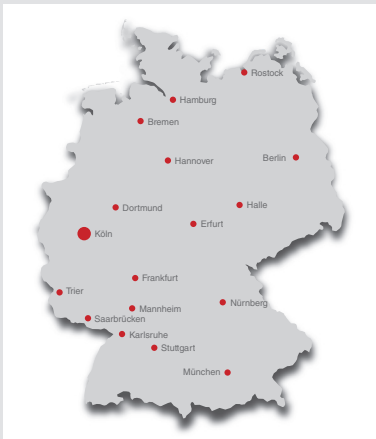 Rostock
Hamburg
Bremen
Berlin
Hannover
Halle
Dortmund
Erfurt
Köln
Frankfurt
Trier
Nürnberg
Mannheim
Saarbrücken
Karlsruhe
Stuttgart
München